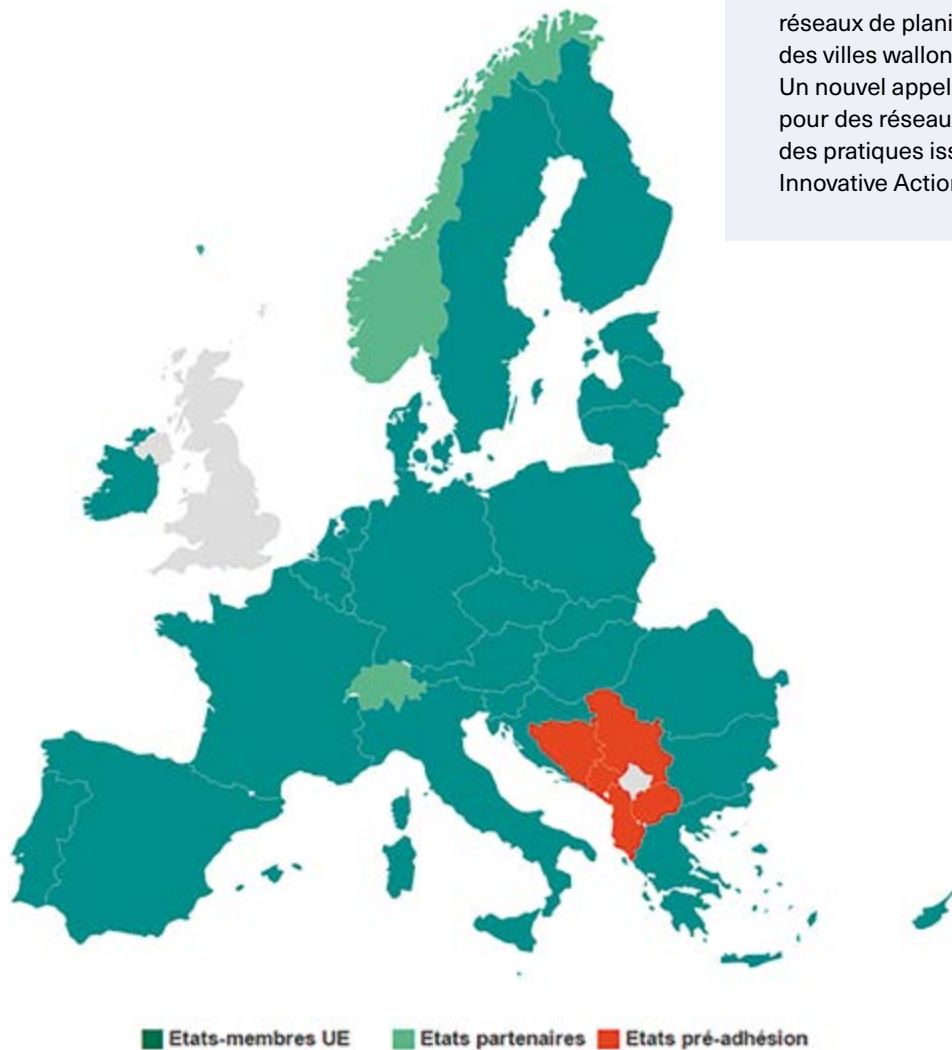 réseaux de plani
des villes wallon
Un nouvel appel
pour des réseau
des pratiques iss
Innovative Action
Etats-membres UE Etats partenaires Etats pré-adhésion